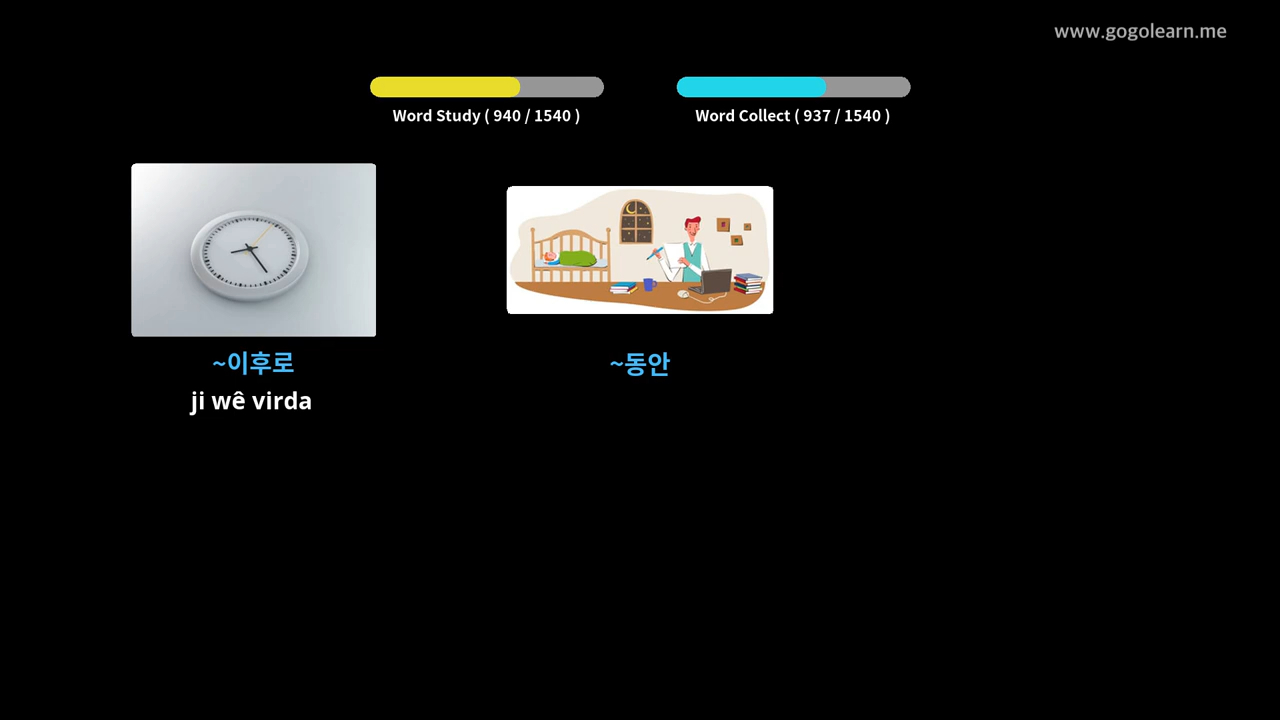 www.gogolearn.me
Word Study ( 940 / 1540 )
Word Collect ( 937 / 1540 )
~이후로
ji wê virda
~동안